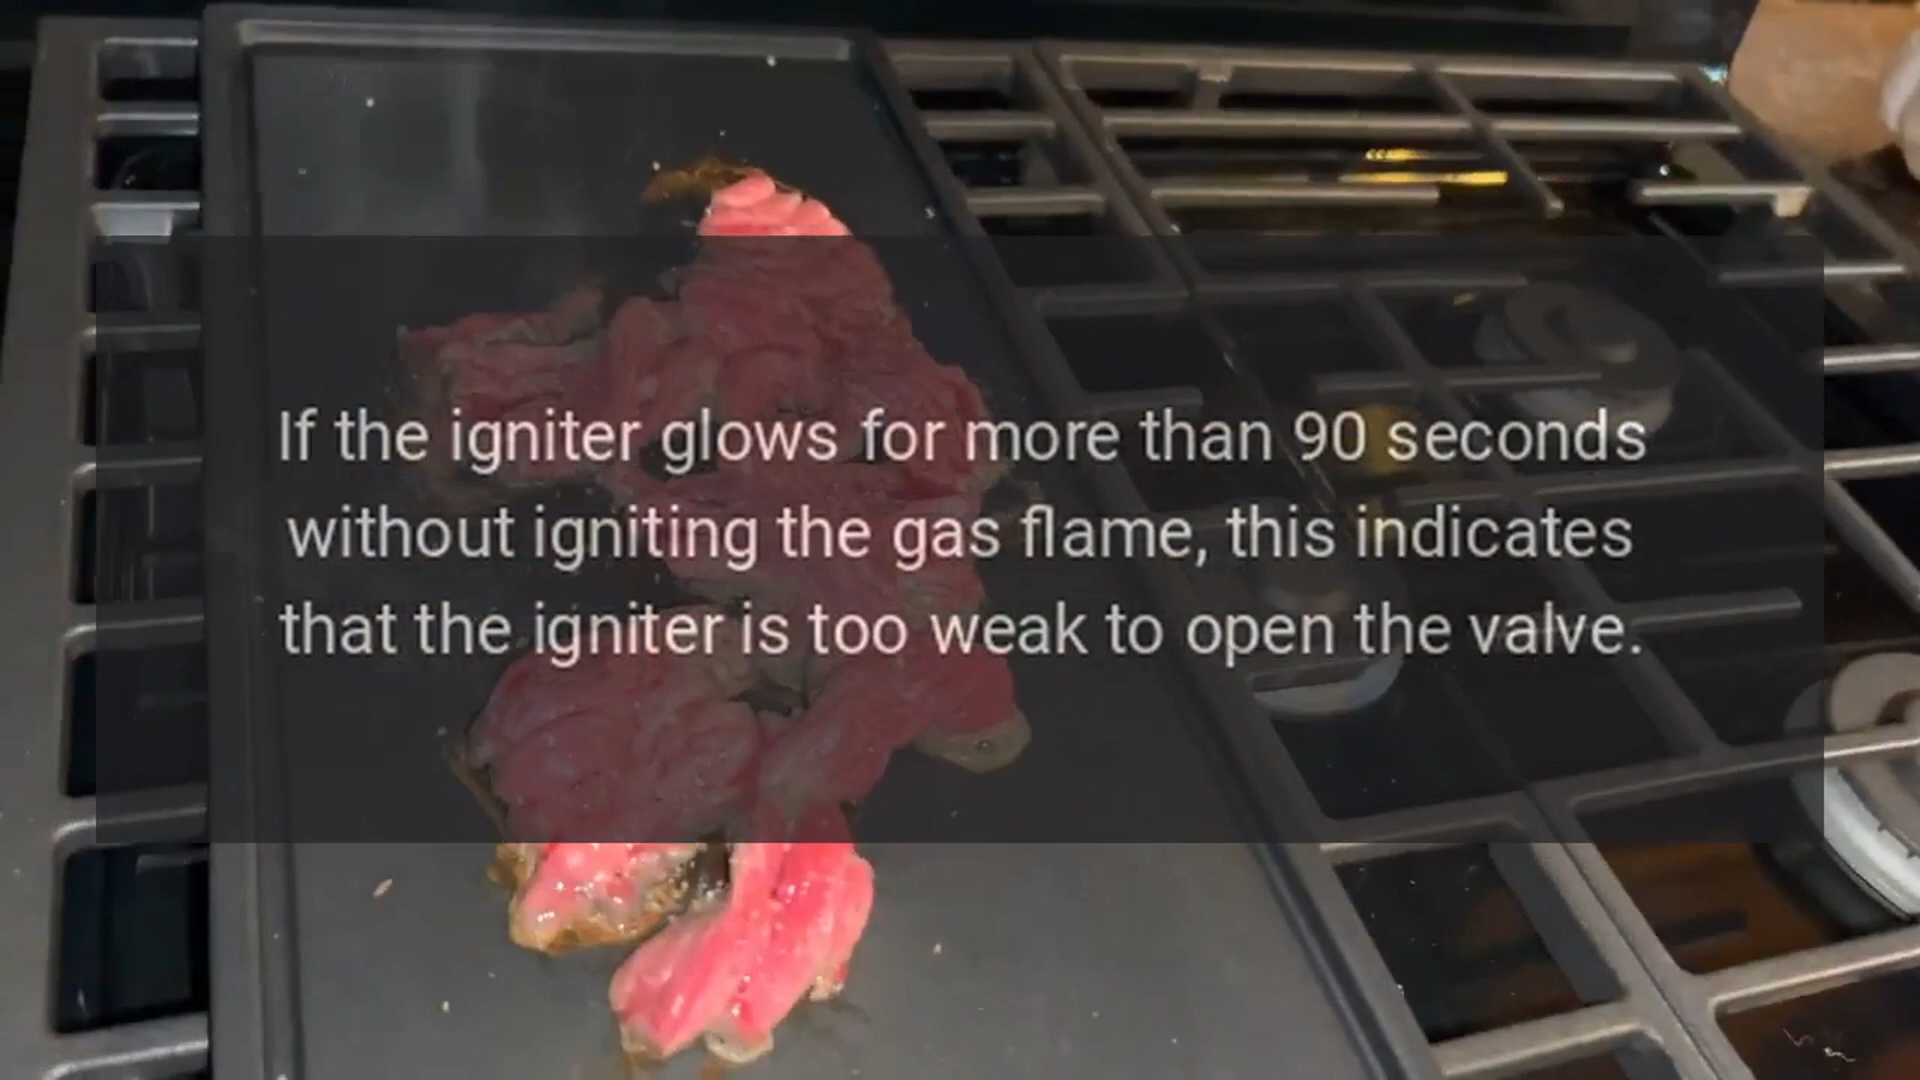 If the igniter glows for more than 90 seconds
without igniting the gas flame, this indicates
that the igniter is too weak to open the valve.